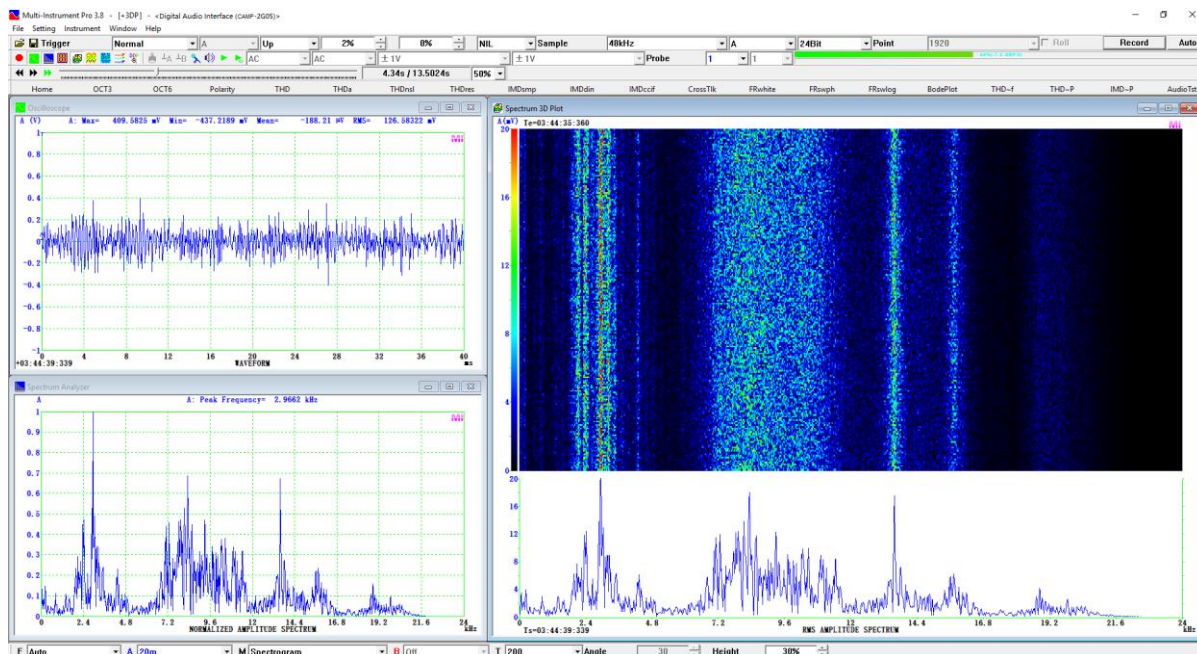 Multi-Instrument Pro 3.8 - [+3DP] - <Digital Audio Interface (CAMP-2G05)>
File Setting Instrument Window Help
Trigger Normal A Up 2% 0% NIL Sample 48kHz A 24Bit Point 1920 Roll Record Auto
AC AC ±1V ±1V Probe 1 1
4.34s / 13.5024s 50%
Home OCT3 OCT6 Polarity THD THDa THDnsl THDres IMDsmp IMDdin IMDccif CrossTlk FRwhite FRswph FRswlog BodePlot THD~f THD~P IMD~P AudioTst
Oscilloscope
A (V) A: Max= 409.5825 mV Min= -437.2189 mV Mean= -188.21 µV RMS= 126.58322 mV
MI
1
0.8
0.6
0.4
0.2
0
-0.2
-0.4
-0.6
-0.8
-1
0 4 8 12 16 20 24 28 32 36 40
+03:44:39:339 WAVEFORM ms
Spectrum Analyzer
A A: Peak Frequency= 2.9662 kHz
MI
1
0.9
0.8
0.7
0.6
0.5
0.4
0.3
0.2
0.1
0
0 2.4 4.8 7.2 9.6 12 14.4 16.8 19.2 21.6 24
NORMALIZED AMPLITUDE SPECTRUM kHz
Spectrum 3D Plot
A(mV) Te=03:44:35:360
MI
20
16
12
8
4
0
20
16
12
8
4
0
0 2.4 4.8 7.2 9.6 12 14.4 16.8 19.2 21.6 24
Ts=03:44:39:339 RMS AMPLITUDE SPECTRUM kHz
F Auto A 20m M Spectrogram B Off T 200 Angle 30 Height 30%